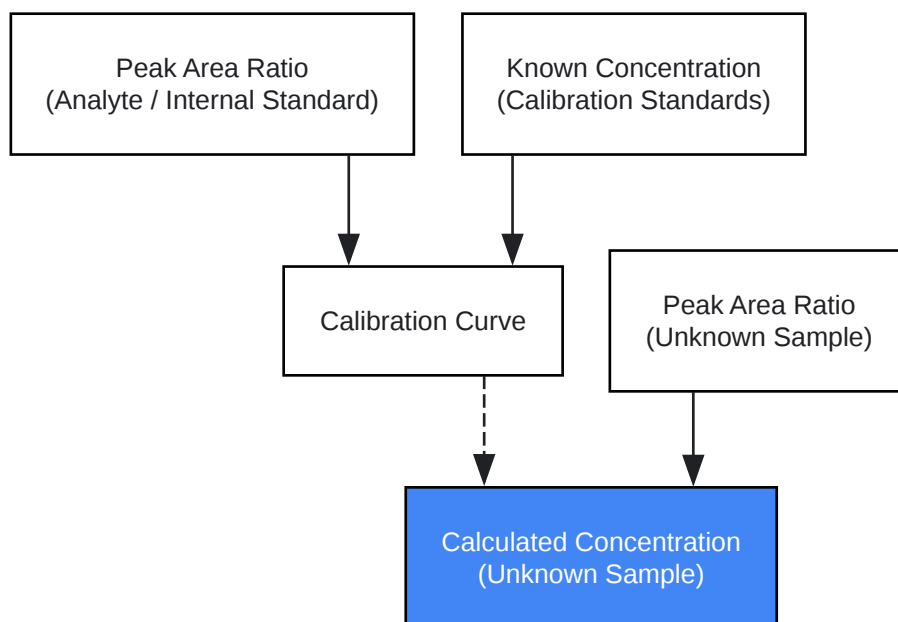 Peak Area Ratio
(Analyte / Internal Standard)
Known Concentration
(Calibration Standards)
Calibration Curve
Peak Area Ratio
(Unknown Sample)
Calculated Concentration
(Unknown Sample)